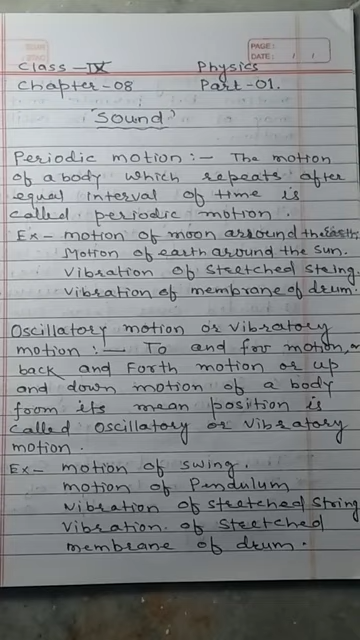 PAGE:
DATE: / /
Class - IX Physics
Chapter - 08 Part - 01.
"Sound"
Periodic motion :- The motion
of a body which repeats after
equal interval of time is
called periodic motion.
Ex - motion of moon arround the earth.
Motion of earth around the sun.
Vibration of stretched string.
Vibration of membrane of drum.
Oscillatory motion or vibratory
motion :- To and fro motion, or
back and forth motion or up
and down motion of a body
from its mean position is
called oscillatory or vibratory
motion.
Ex - motion of swing.
motion of Pendulum
Vibration of stretched string
Vibration of stretched
membrane of drum.